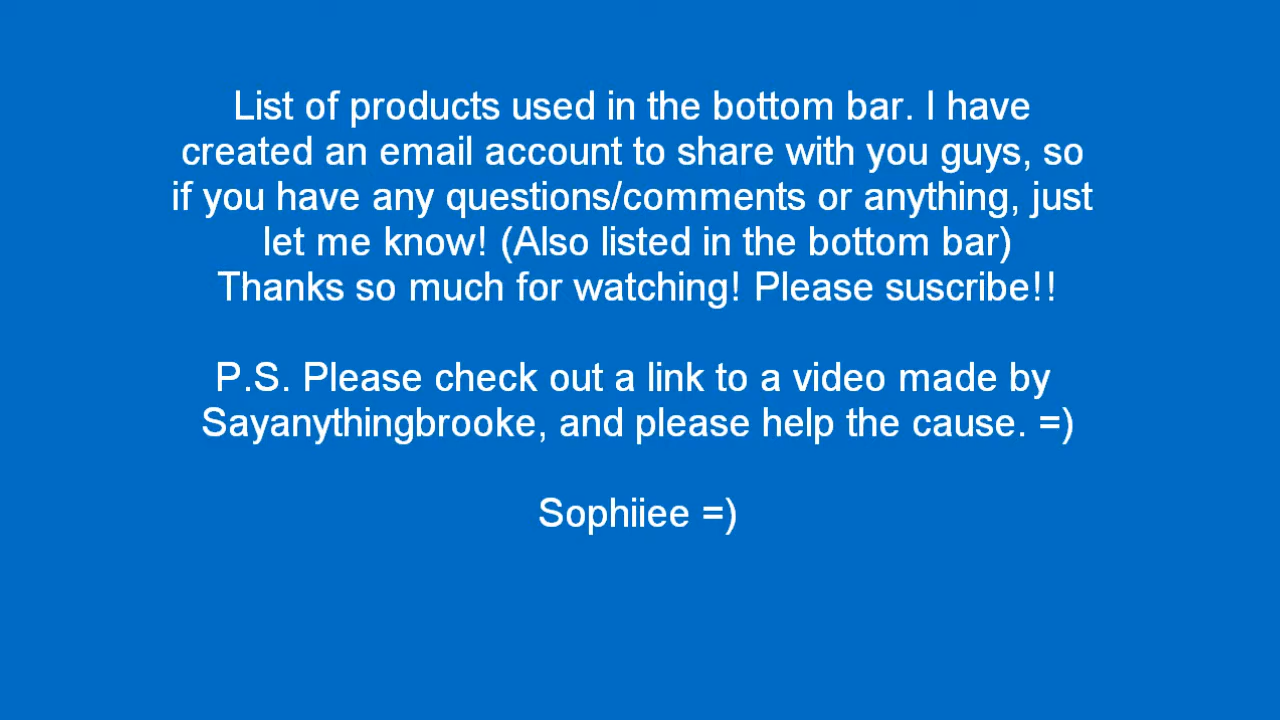 List of products used in the bottom bar. I have
created an email account to share with you guys, so
if you have any questions/comments or anything, just
let me know! (Also listed in the bottom bar)
Thanks so much for watching! Please suscribe!!
P.S. Please check out a link to a video made by
Sayanythingbrooke, and please help the cause. =)
Sophiiee =)